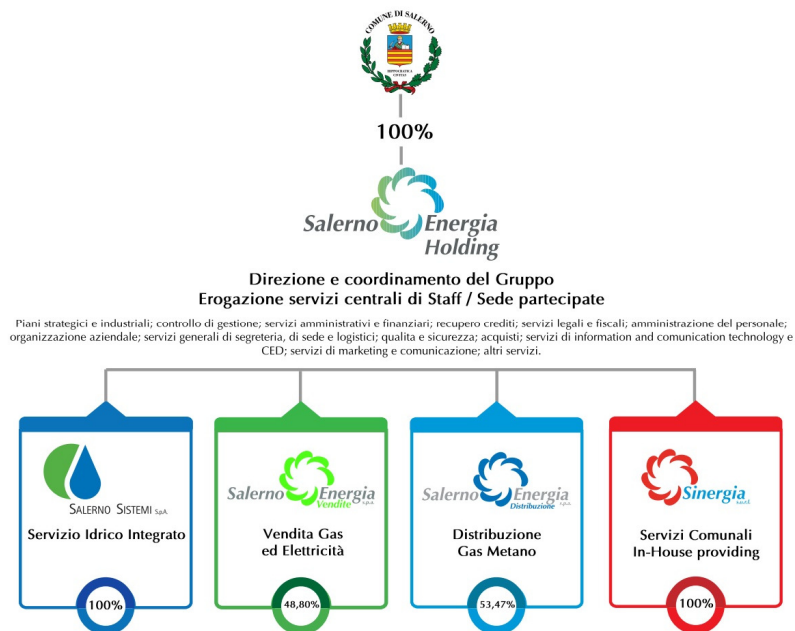 COMUNE DI SALERNO
HIPPOCRATICA
CIVITAS
100%
Salerno Energia
Holding
Direzione e coordinamento del Gruppo
Erogazione servizi centrali di Staff / Sede partecipate
Piani strategici e industriali; controllo di gestione; servizi amministrativi e finanziari; recupero crediti; servizi legali e fiscali; amministrazione del personale;
organizzazione aziendale; servizi generali di segreteria, di sede e logistici; qualita e sicurezza; acquisti; servizi di information and comunication technology e
CED; servizi di marketing e comunicazione; altri servizi.
SALERNO SISTEMI S.p.A.
Servizio Idrico Integrato
100%
Salerno Energia
Vendite s.p.a.
Vendita Gas
ed Elettricità
48,80%
Salerno Energia
Distribuzione s.p.a.
Distribuzione
Gas Metano
53,47%
Sinergia
s.u.r.l.
Servizi Comunali
In-House providing
100%